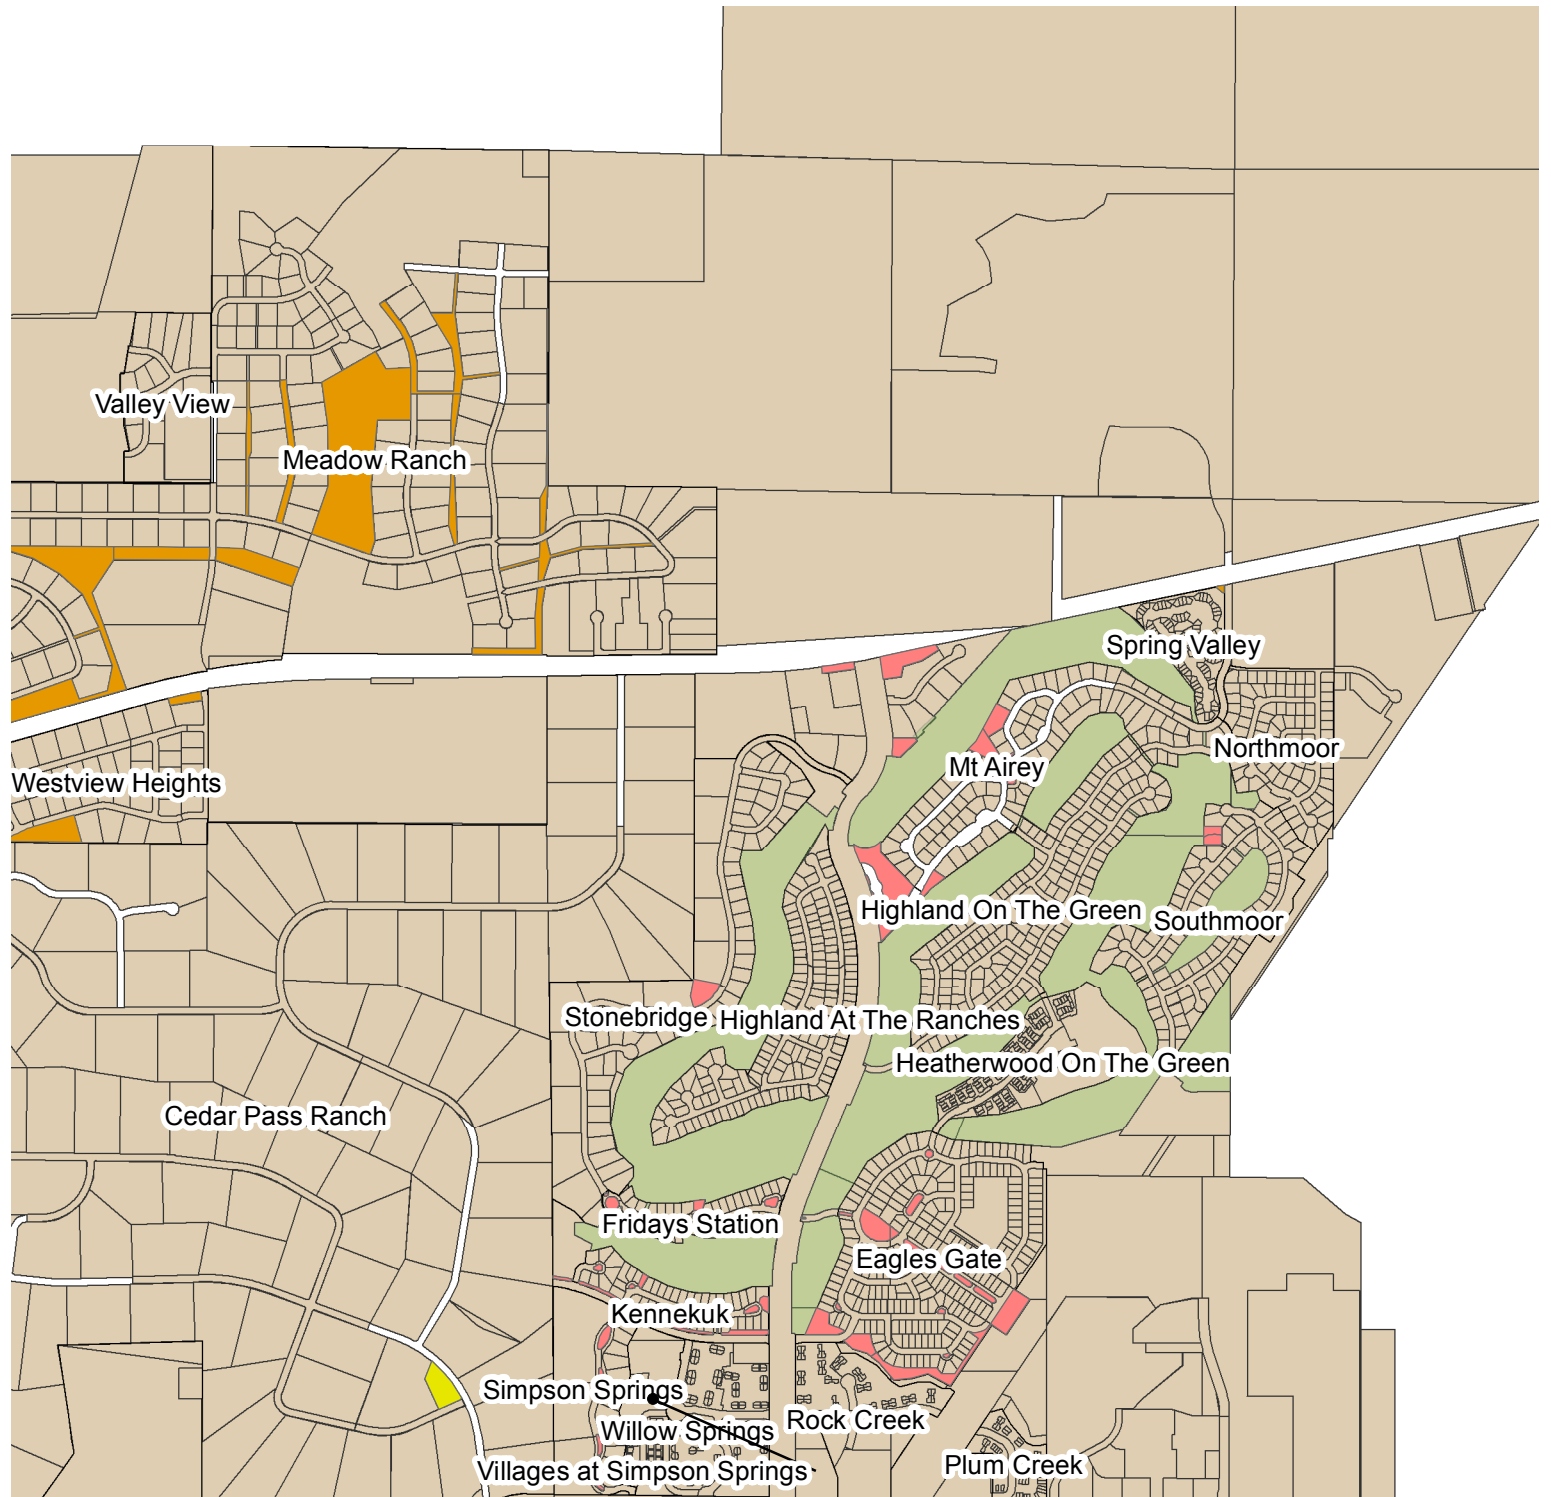 Valley View
Meadow Ranch
Spring Valley
Northmoor
Mt Airey
Westview Heights
Highland On The Green
Southmoor
Stonebridge
Highland At The Ranches
Heatherwood On The Green
Cedar Pass Ranch
Fridays Station
Eagles Gate
Kennekuk
Simpson Springs
Rock Creek
Willow Springs
Villages at Simpson Springs
Plum Creek